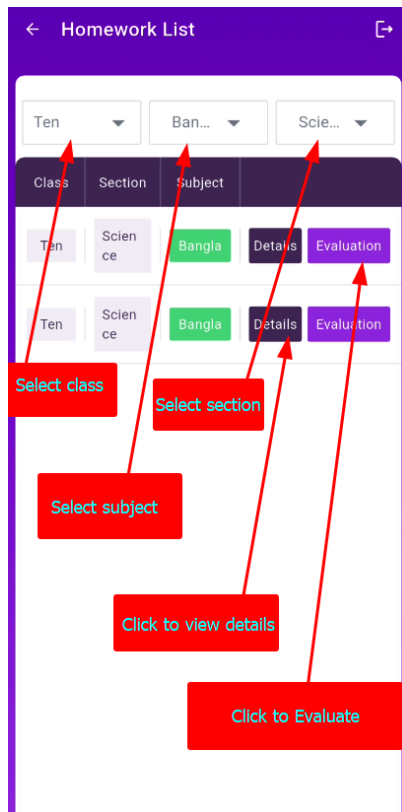 Homework List
Ten Ban... Scie...
Class Section Subject
Ten Scien
ce Bangla Details Evaluation
Ten Scien
ce Bangla Details Evaluation
Select class
Select section
Select subject
Click to view details
Click to Evaluate